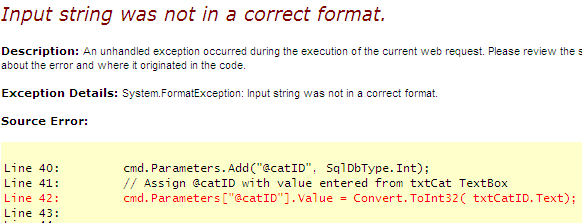 Input string was not in a correct format.
Description: An unhandled exception occurred during the execution of the current web request. Please review the s
about the error and where it originated in the code.
Exception Details: System.FormatException: Input string was not in a correct format.
Source Error:
Line 40: cmd.Parameters.Add("@catID", SqlDbType.Int);
Line 41: // Assign @catID with value entered from txtCat TextBox
Line 42: cmd.Parameters["@catID"].Value = Convert.ToInt32( txtCatID.Text);
Line 43: